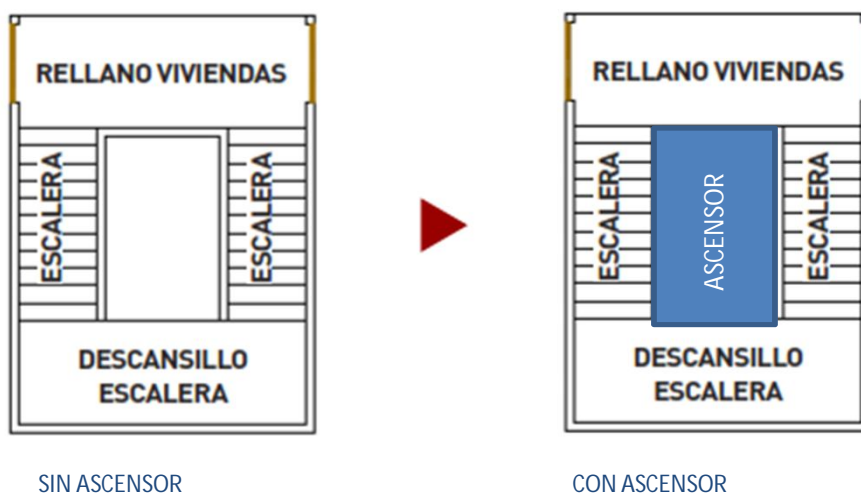 RELLANO VIVIENDAS
ESCALERA
ESCALERA
DESCANSILLO
ESCALERA
SIN ASCENSOR
RELLANO VIVIENDAS
ESCALERA
ASCENSOR
ESCALERA
DESCANSILLO
ESCALERA
CON ASCENSOR